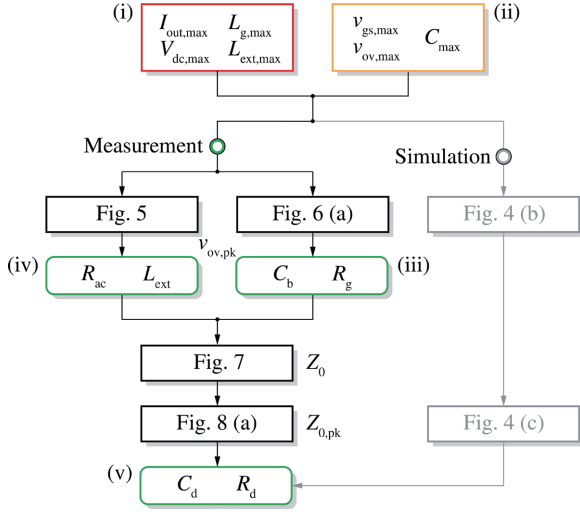 (i) (ii)
I_out,max L_g,max
V_dc,max L_ext,max
v_gs,max
v_ov,max
C_max
Measurement
Simulation
Fig. 5 Fig. 6 (a) Fig. 4 (b)
v_ov,pk
(iv) (iii)
R_ac L_ext C_b R_g
Fig. 7 Z_0
Fig. 8 (a) Z_0,pk Fig. 4 (c)
(v)
C_d R_d